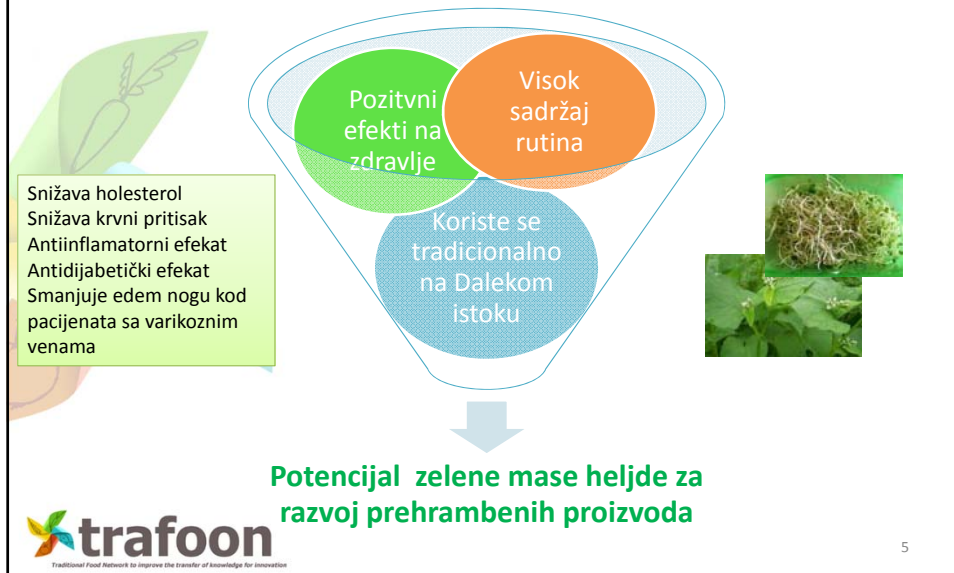 Pozitvni
efekti na
zdravlje
Visok
sadržaj
rutina
Koriste se
tradicionalno
na Dalekom
istoku
Snižava holesterol
Snižava krvni pritisak
Antiinflamatorni efekat
Antidijabetički efekat
Smanjuje edem nogu kod
pacijenata sa varikoznim
venama
Potencijal zelene mase heljde za
razvoj prehrambenih proizvoda
trafoon
Traditional Food Network to improve the transfer of knowledge for innovation
5